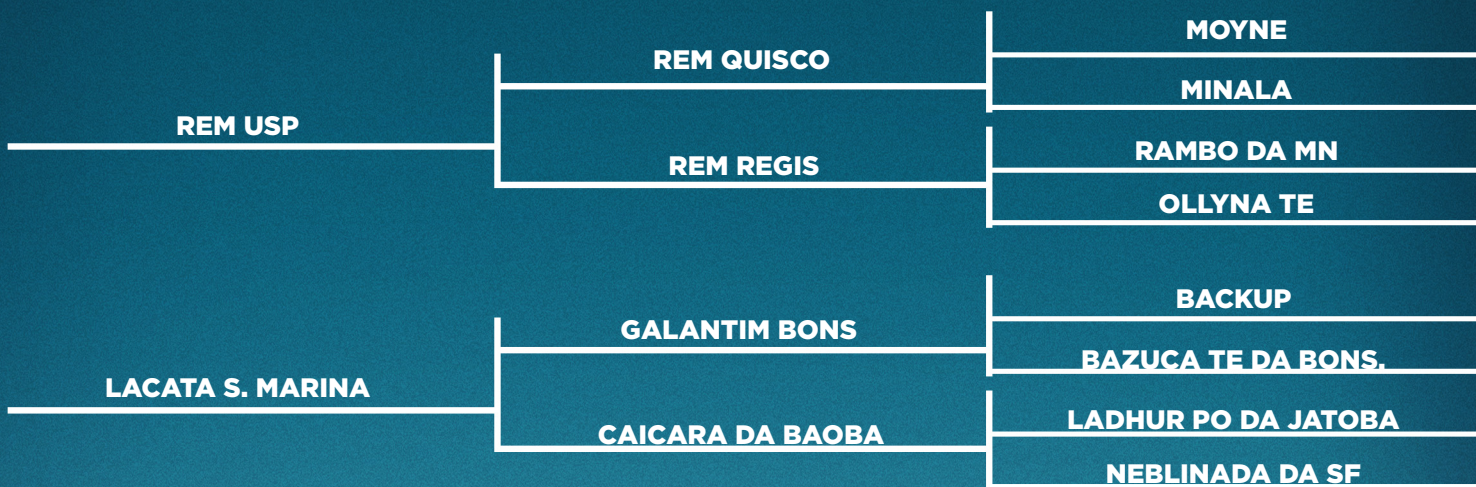 MOYNE
REM QUISCO
MINALA
REM USP
RAMBO DA MN
REM REGIS
OLLYNA TE
BACKUP
GALANTIM BONS
BAZUCA TE DA BONS.
LACATA S. MARINA
LADHUR PO DA JATOBA
CAICARA DA BAOBA
NEBLINADA DA SF